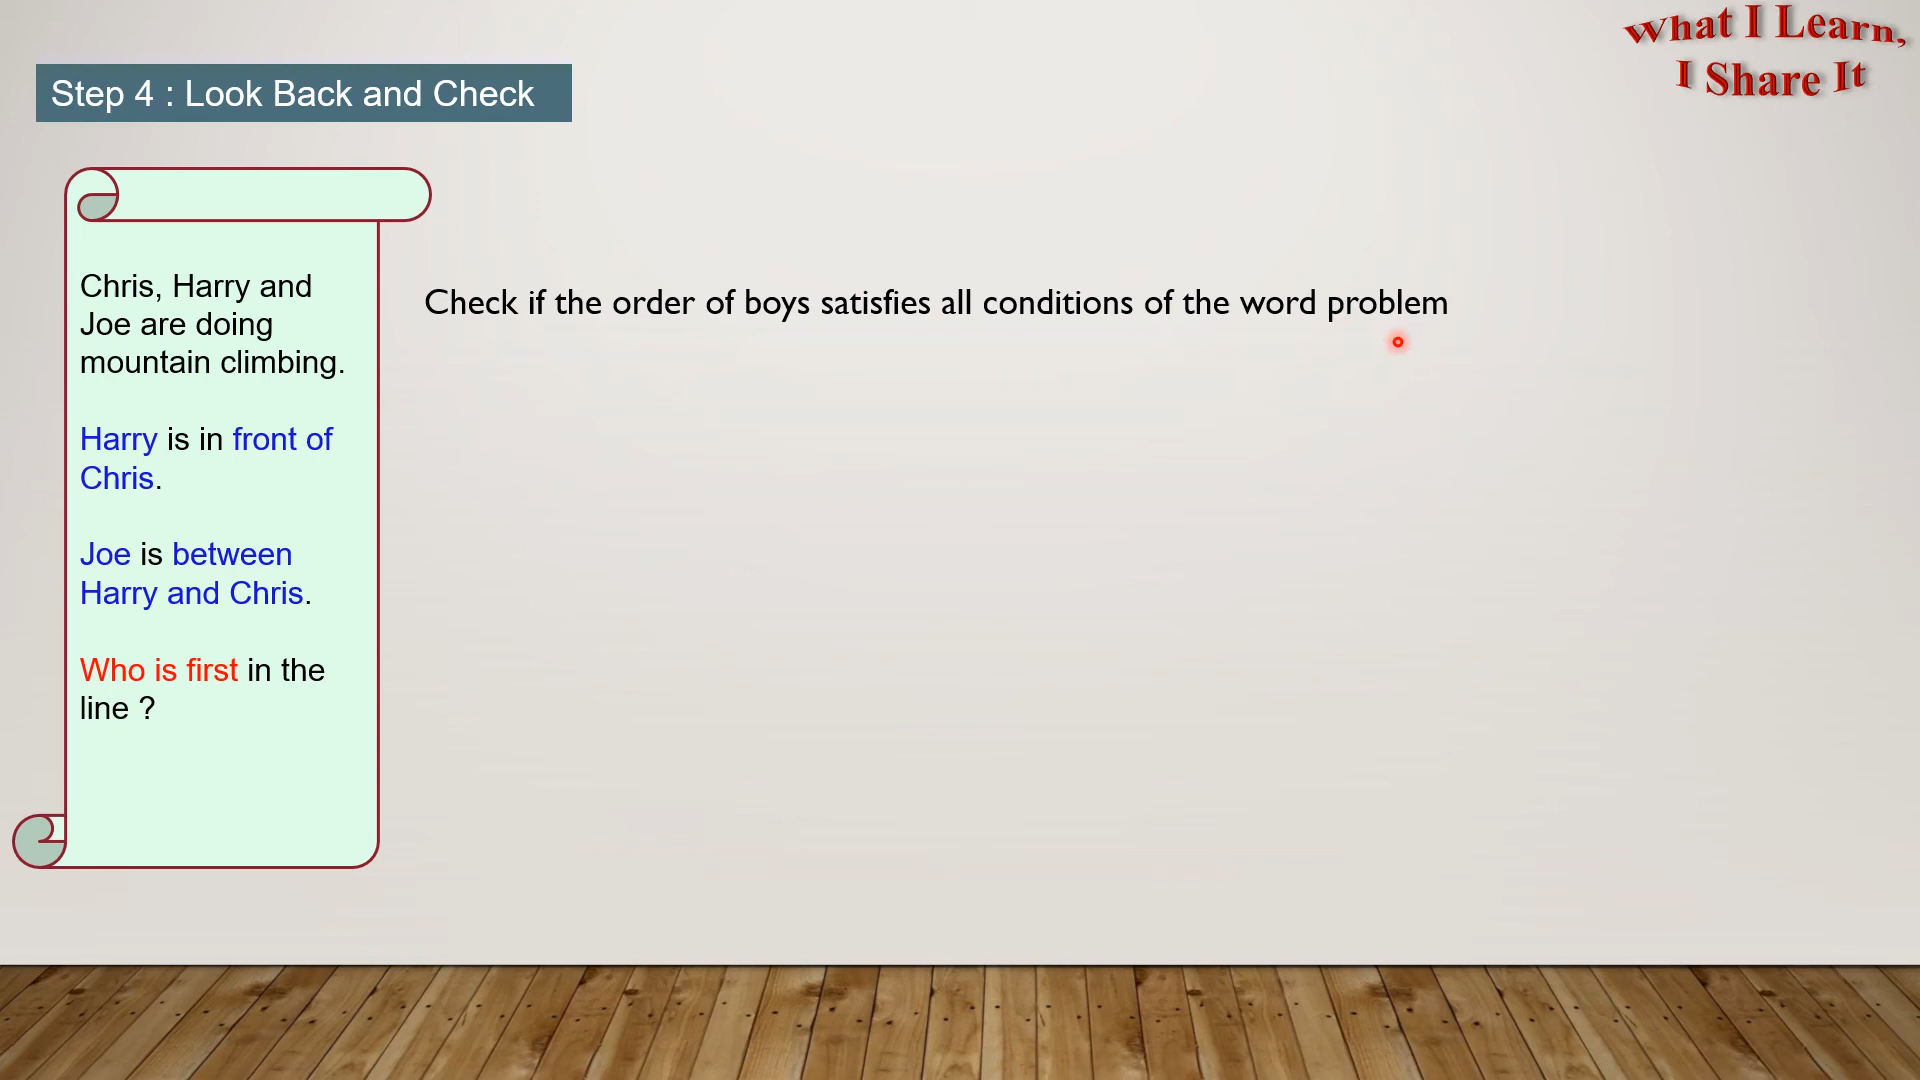 What I Learn,
I Share It
Step 4 : Look Back and Check
Chris, Harry and
Joe are doing
mountain climbing.
Harry is in front of
Chris.
Joe is between
Harry and Chris.
Who is first in the
line ?
Check if the order of boys satisfies all conditions of the word problem